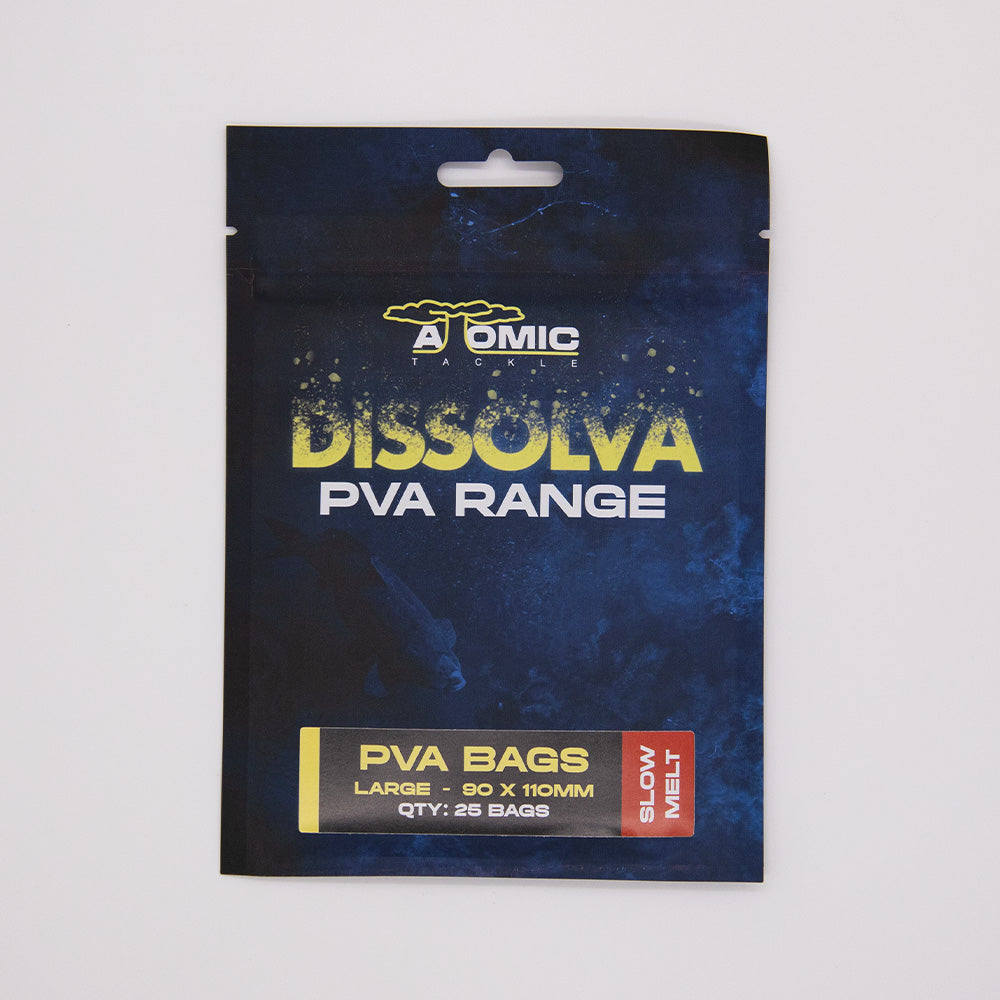 ATOMIC
TACKLE
DISSOLVA
PVA RANGE
PVA BAGS
LARGE - 90 X 110MM
QTY: 25 BAGS
SLOW
MELT